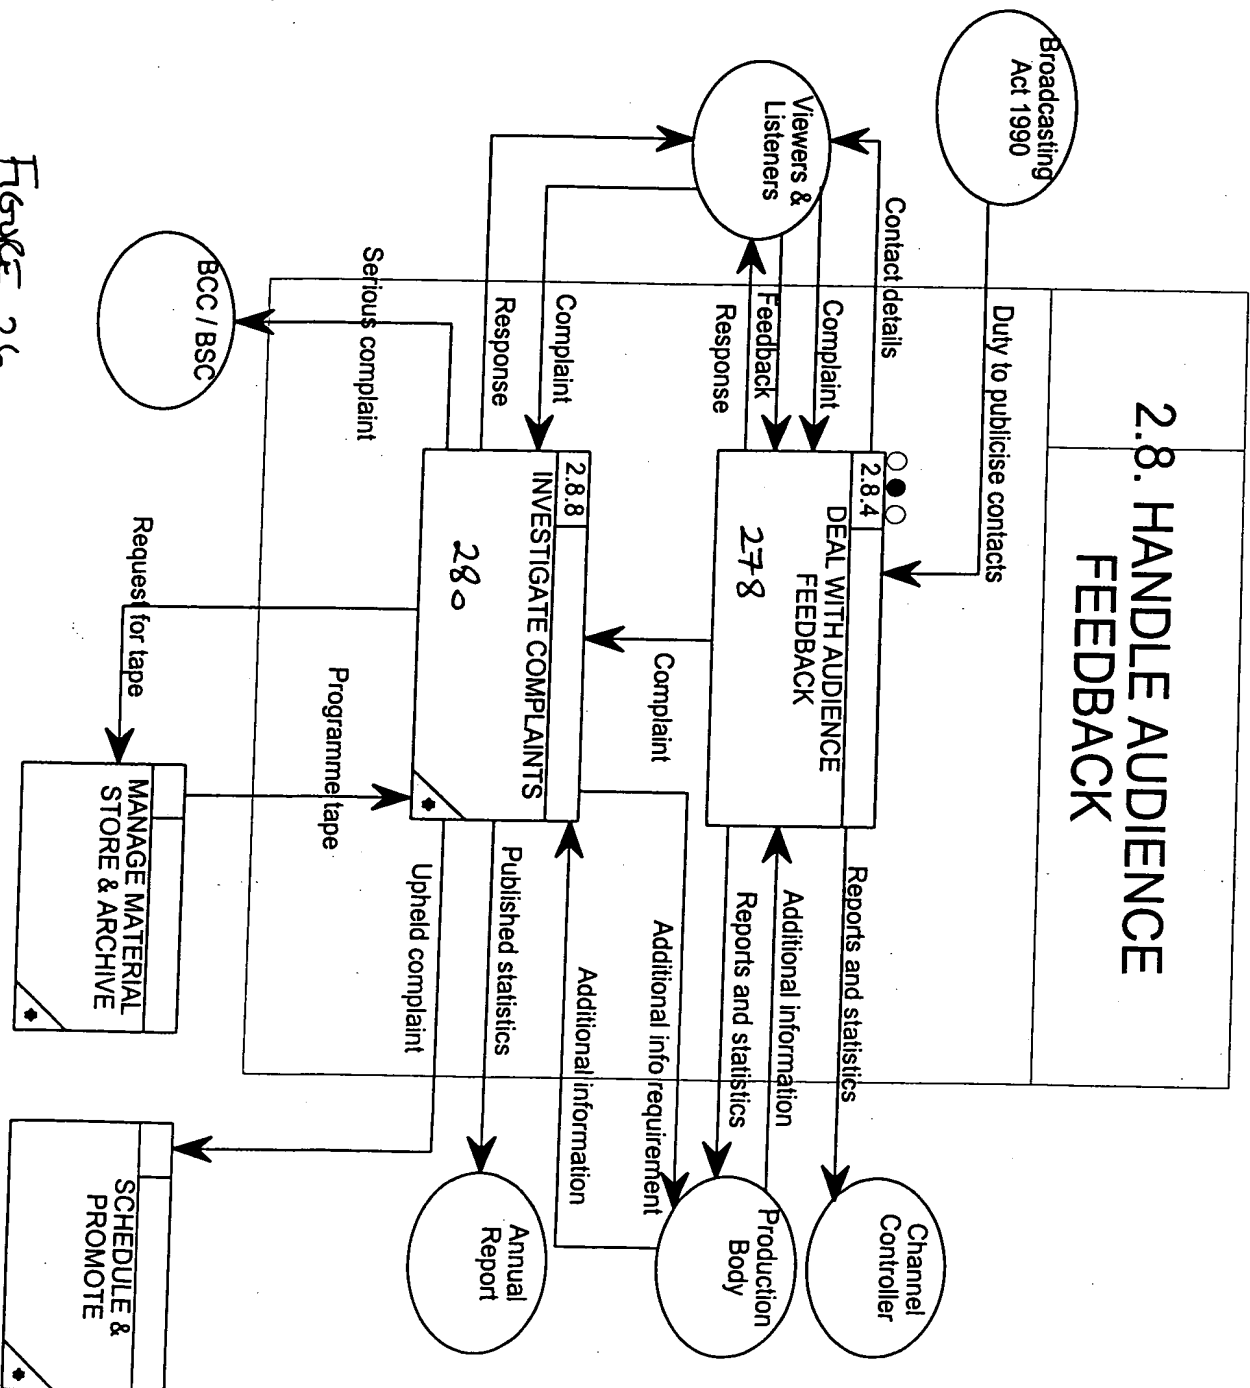 2.8. HANDLE AUDIENCE
FEEDBACK
Broadcasting
Act 1990
Duty to publicise contacts
Contact details
Viewers &
Listeners
Complaint
Feedback
Response
2.8.4
DEAL WITH AUDIENCE
FEEDBACK
278
Reports and statistics
Additional information
Reports and statistics
Channel
Controller
Production
Body
Complaint
Additional info requirement
Additional information
Complaint
Response
2.8.8
INVESTIGATE COMPLAINTS
280
Published statistics
Annual
Report
Upheld complaint
Serious complaint
BCC / BSC
Programme tape
Request for tape
MANAGE MATERIAL
STORE & ARCHIVE
SCHEDULE &
PROMOTE
FIGURE 26